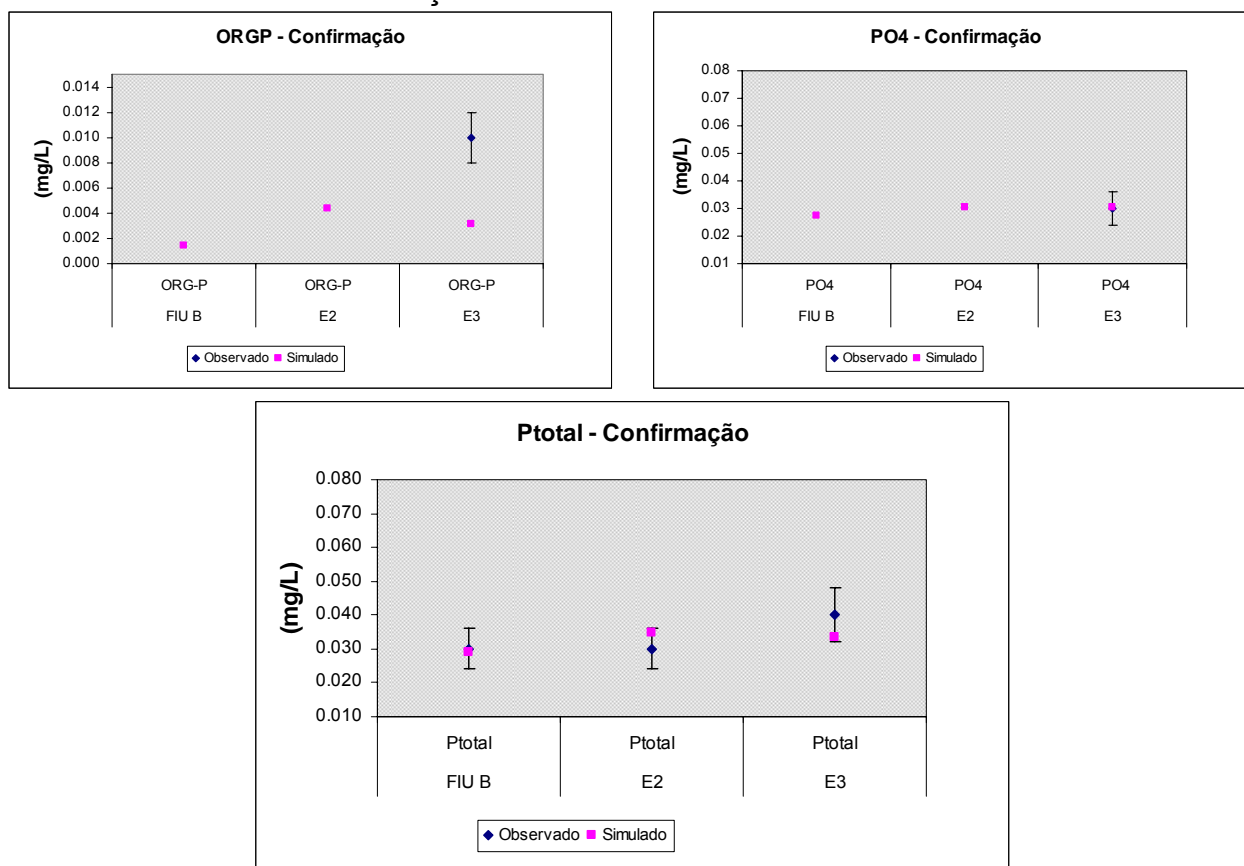 ORGP - Confirmação
(mg/L)
0.014
0.012
0.010
0.008
0.006
0.004
0.002
0.000
ORG-P ORG-P ORG-P
FIU B E2 E3
Observado Simulado
PO4 - Confirmação
(mg/L)
0.08
0.07
0.06
0.05
0.04
0.03
0.02
0.01
PO4 PO4 PO4
FIU B E2 E3
Observado Simulado
Ptotal - Confirmação
(mg/L)
0.080
0.070
0.060
0.050
0.040
0.030
0.020
0.010
Ptotal Ptotal Ptotal
FIU B E2 E3
Observado Simulado